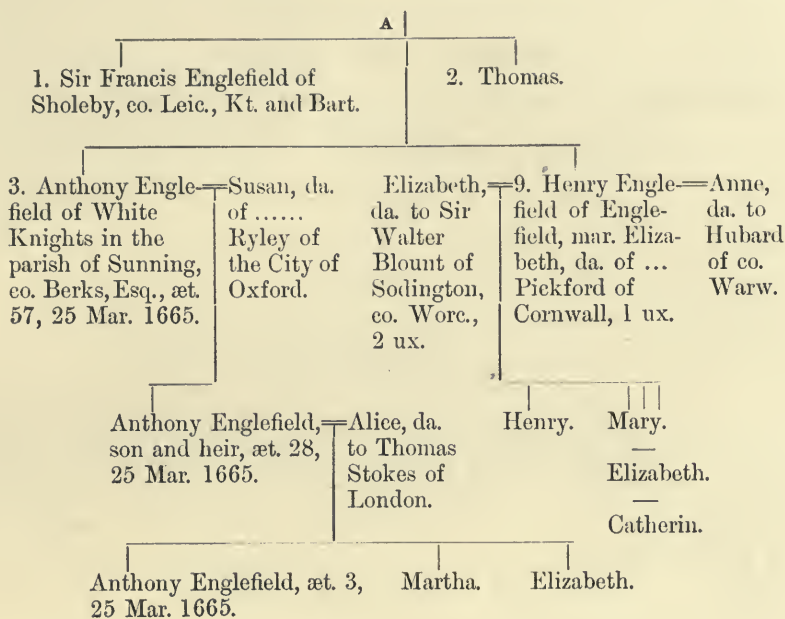 A
1. Sir Francis Englefield of
Sholeby, co. Leic., Kt. and Bart.
2. Thomas.
3. Anthony Engle-
field of White
Knights in the
parish of Sunning,
co. Berks, Esq., æt.
57, 25 Mar. 1665.
Susan, da.
of ......
Ryley of
the City of
Oxford.
Elizabeth,
da. to Sir
Walter
Blount of
Sodington,
co. Worc.,
2 ux.
9. Henry Engle-
field of Engle-
field, mar. Eliza-
beth, da. of ...
Pickford of
Cornwall, 1 ux.
Anne,
da. to
Hubard
of co.
Warw.
Anthony Englefield,
son and heir, æt. 28,
25 Mar. 1665.
Alice, da.
to Thomas
Stokes of
London.
Henry.
Mary.
—
Elizabeth.
—
Catherin.
Anthony Englefield, æt. 3,
25 Mar. 1665.
Martha.
Elizabeth.